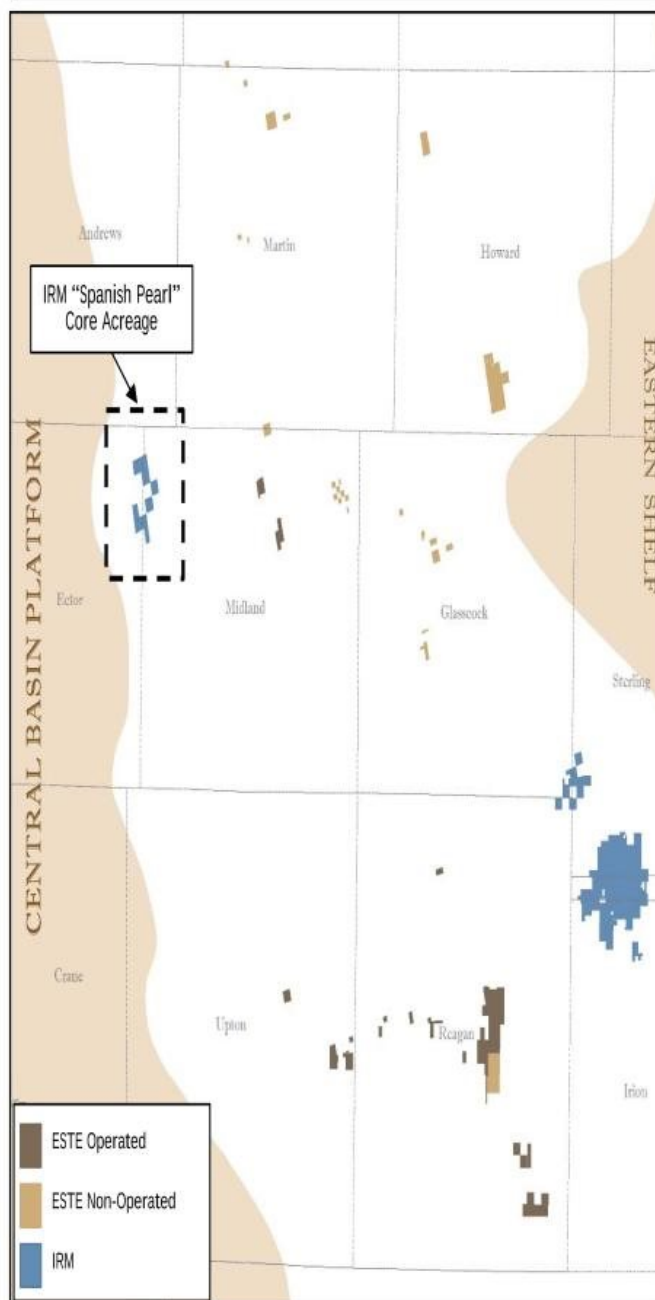 Andrews
Martin
Howard
IRM “Spanish Pearl”
Core Acreage
EASTERN SHELF
CENTRAL BASIN PLATFORM
Ector
Midland
Glasscock
Sterling
Crane
Upton
Reagan
Irion
ESTE Operated
ESTE Non-Operated
IRM